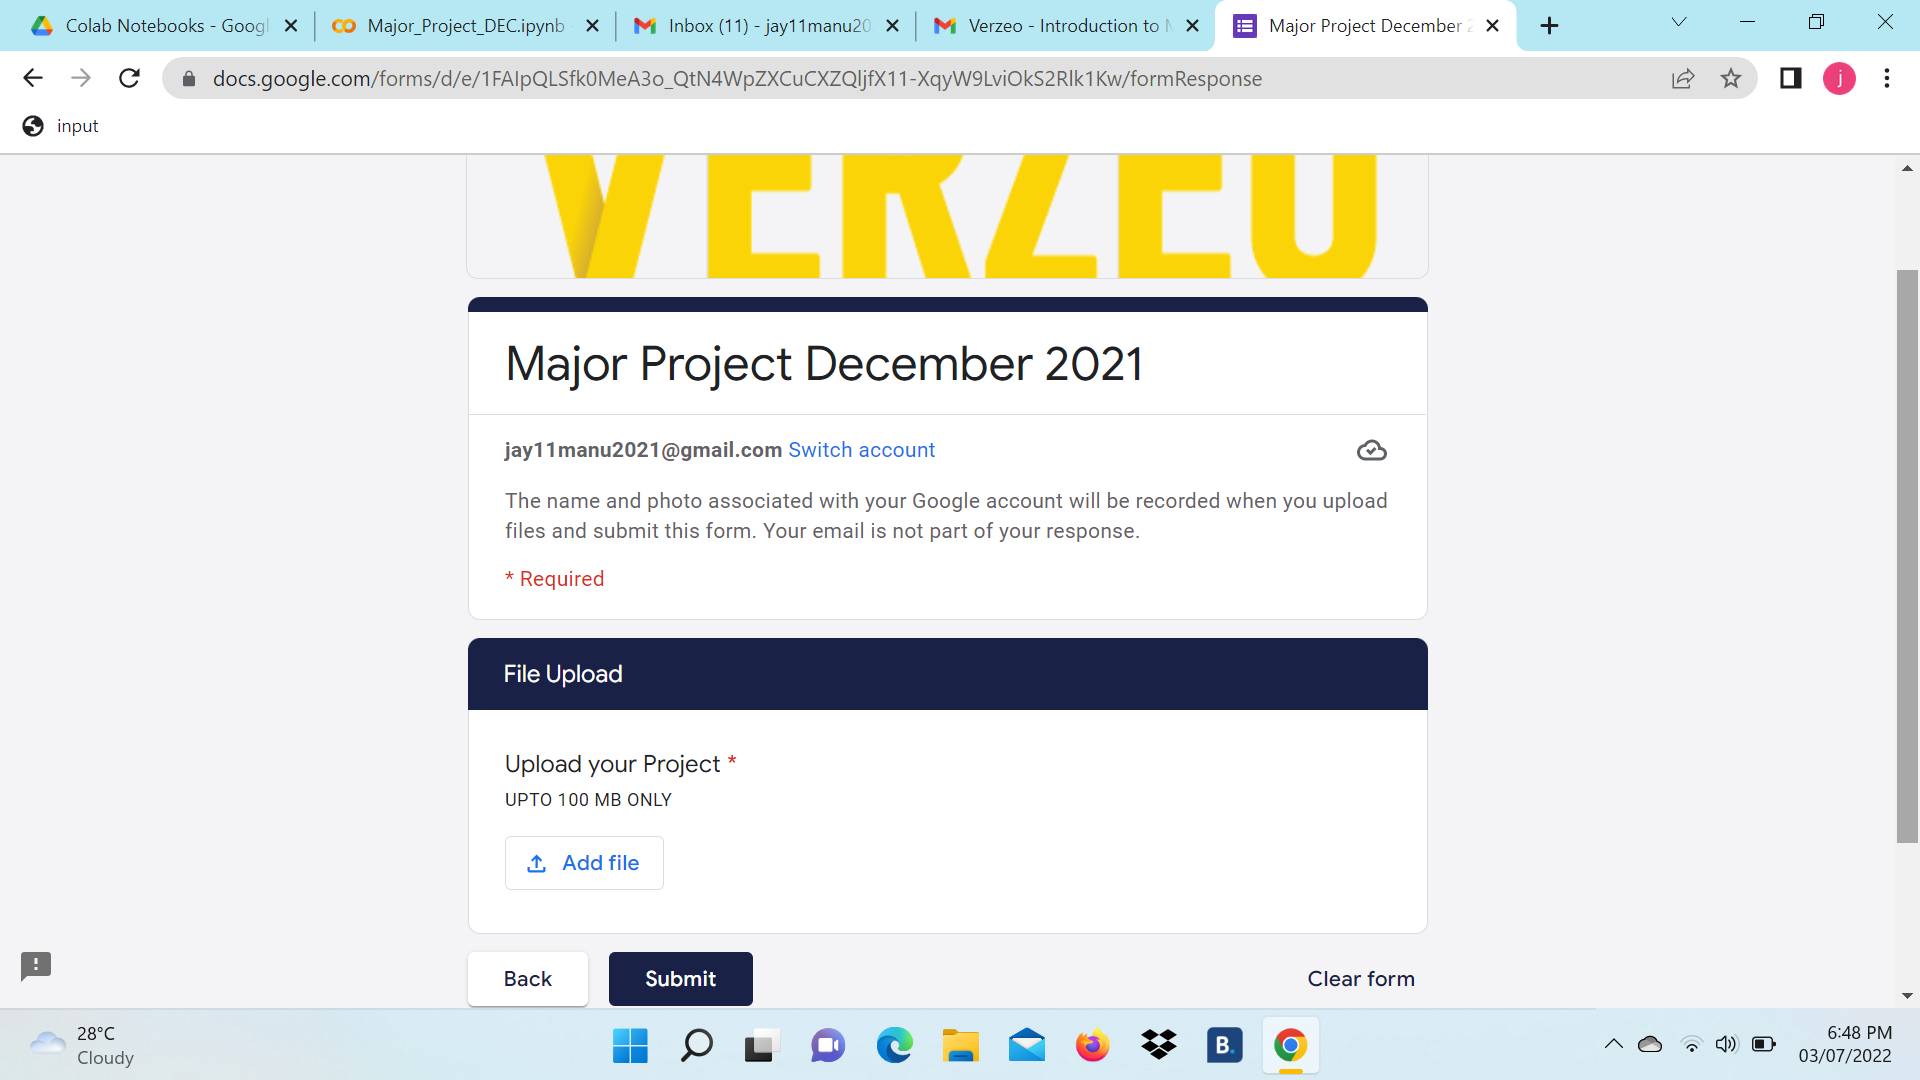 Colab Notebooks - Googl
Major_Project_DEC.ipynb
Inbox (11) - jay11manu20
Verzeo - Introduction to M
Major Project December 2
docs.google.com/forms/d/e/1FAIpQLSfk0MeA3o_QtN4WpZXCuCXZQljfX11-XqyW9LviOkS2Rlk1Kw/formResponse
j
input
VERZEO
Major Project December 2021
jay11manu2021@gmail.com Switch account
The name and photo associated with your Google account will be recorded when you upload
files and submit this form. Your email is not part of your response.
* Required
File Upload
Upload your Project *
UPTO 100 MB ONLY
Add file
Back
Submit
Clear form
28°C
Cloudy
B.
6:48 PM
03/07/2022